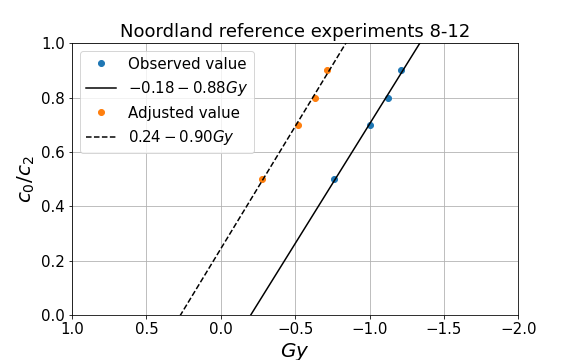 Noordland reference experiments 8-12
Observed value
−0.18 − 0.88Gy
Adjusted value
0.24 − 0.90Gy
c₀/c₂
1.0
0.8
0.6
0.4
0.2
0.0
1.0 0.5 0.0 −0.5 −1.0 −1.5 −2.0
Gy